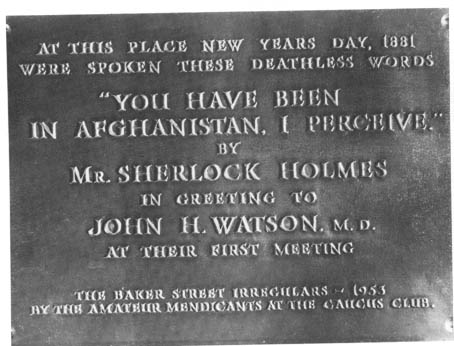 AT THIS PLACE NEW YEARS DAY, 1881
WERE SPOKEN THESE DEATHLESS WORDS
"YOU HAVE BEEN
IN AFGHANISTAN, I PERCEIVE."
BY
MR. SHERLOCK HOLMES
IN GREETING TO
JOHN H. WATSON, M.D.
AT THEIR FIRST MEETING
THE BAKER STREET IRREGULARS ~ 1953
BY THE AMATEUR MENDICANTS AT THE CAUCUS CLUB.